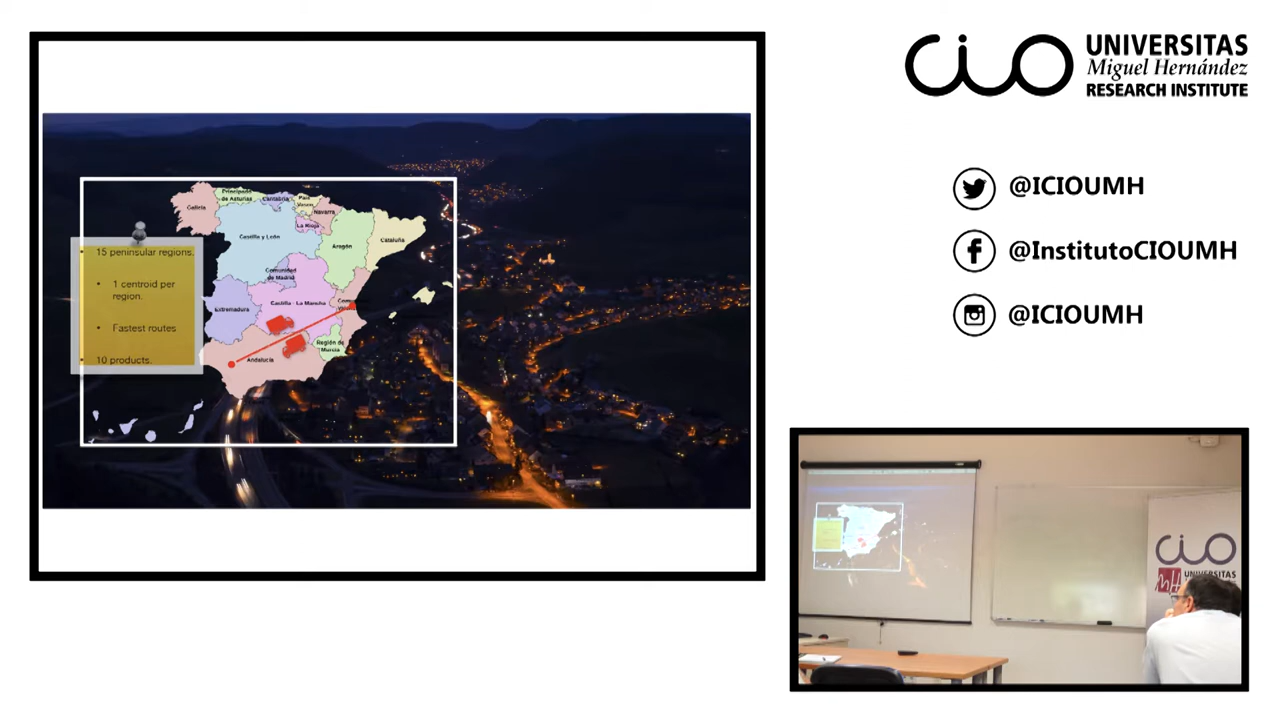 CIO
UNIVERSITAS
Miguel Hernández
RESEARCH INSTITUTE
@ICIOUMH
@InstitutoCIOUMH
@ICIOUMH
Galicia
Principado
de Asturias
Cantabria
País
Vasco
Navarra
La Rioja
Castilla y León
Aragón
Cataluña
Comunidad
de Madrid
Extremadura
Castilla - La Mancha
Región de
Murcia
Andalucía
• 15 peninsular regions.
• 1 centroid per
region.
• Fastest routes
• 10 products.
CIO
UNIVERSITAS